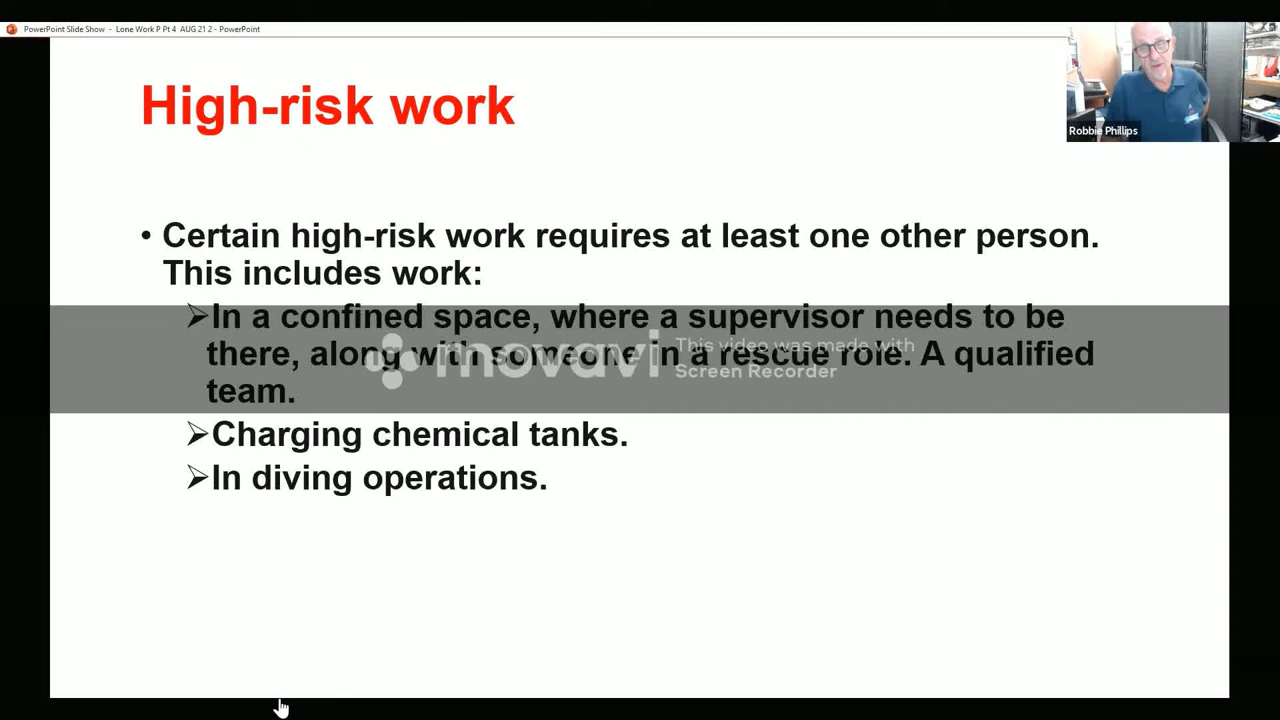 PowerPoint Slide Show - Lone Work P Pt 4 AUG 21 2 - PowerPoint
Robbie Phillips
High-risk work
• Certain high-risk work requires at least one other person.
This includes work:
➢In a confined space, where a supervisor needs to be
there, along with someone in a rescue role. A qualified
team.
movavi
This video was made with
Screen Recorder
➢Charging chemical tanks.
➢In diving operations.